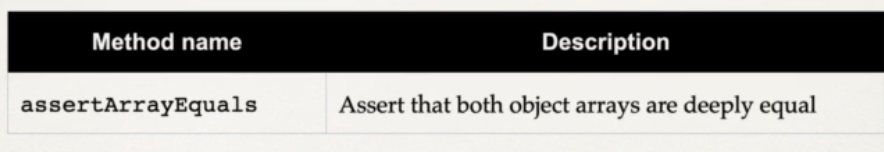 Method name Description
assertArrayEquals Assert that both object arrays are deeply equal